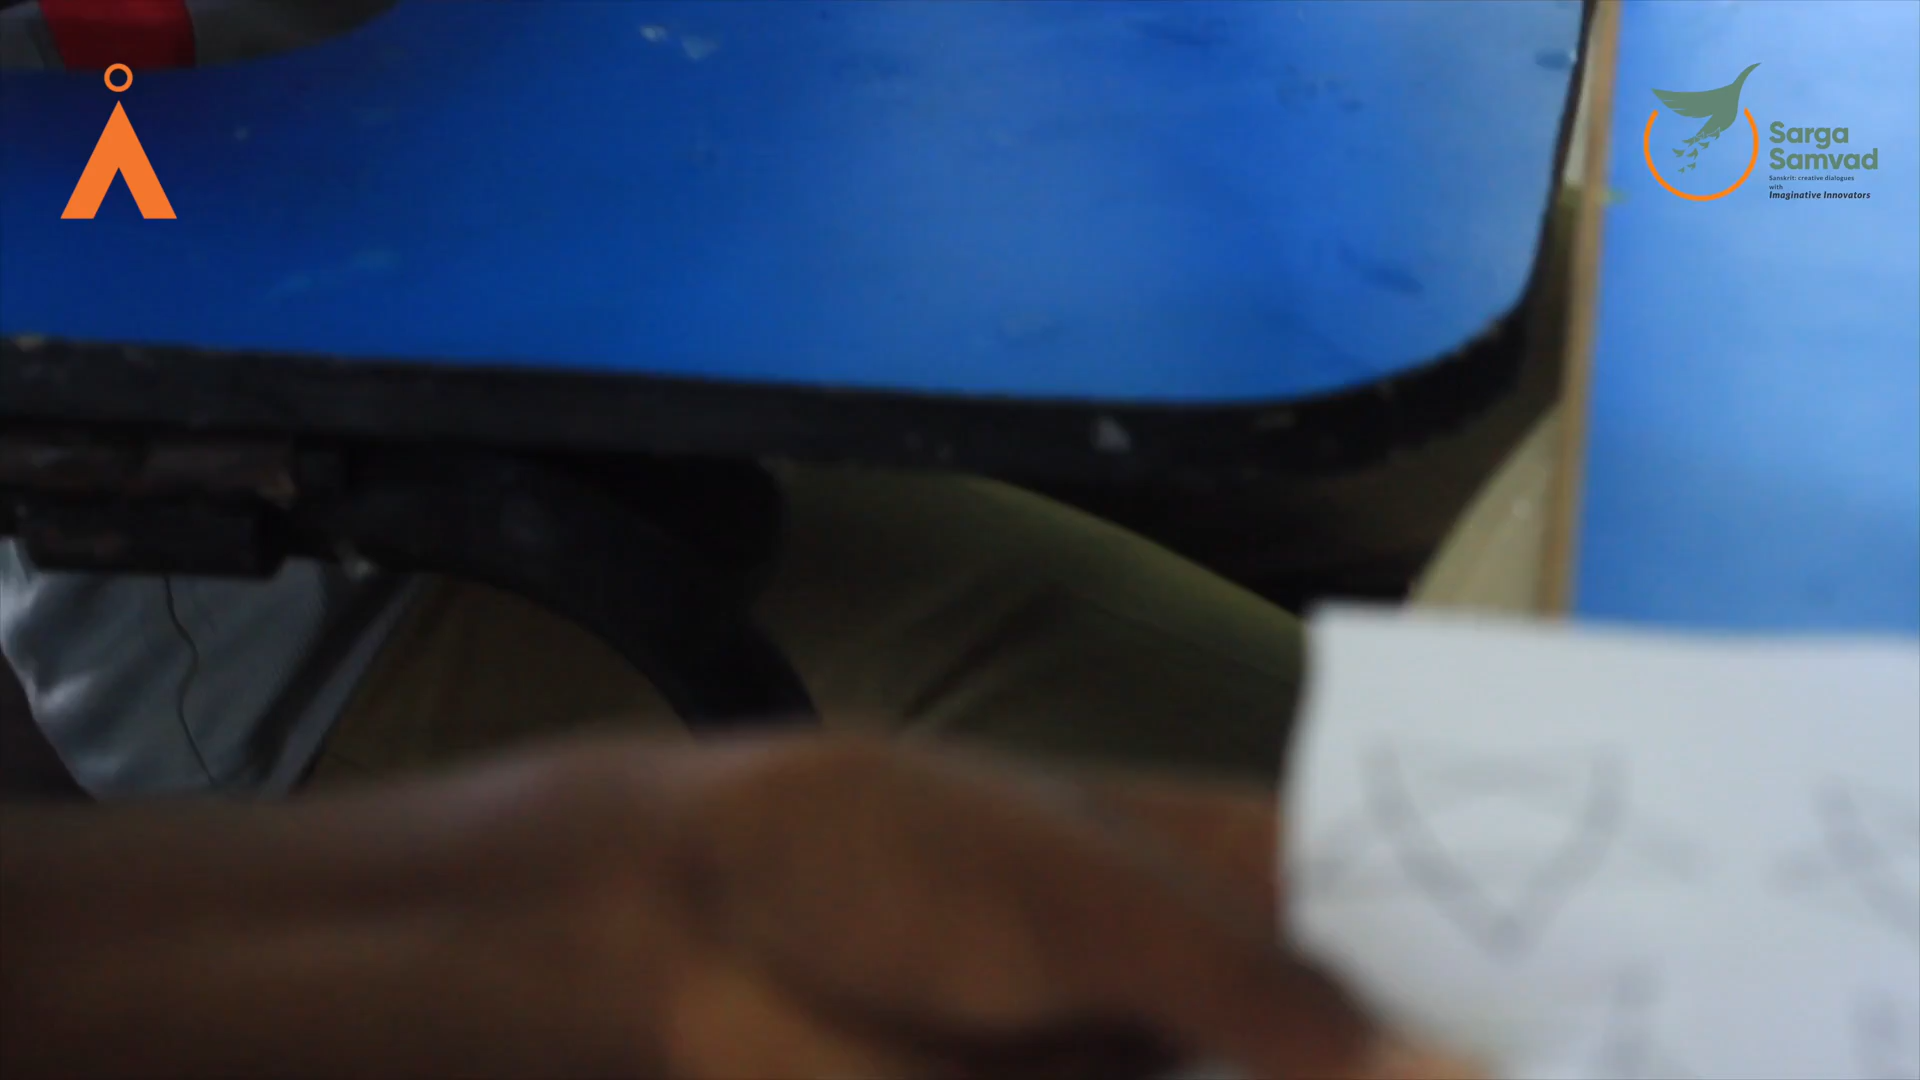 Sarga
Samvad
Sanskrit: creative dialogues
with
Imaginative Innovators